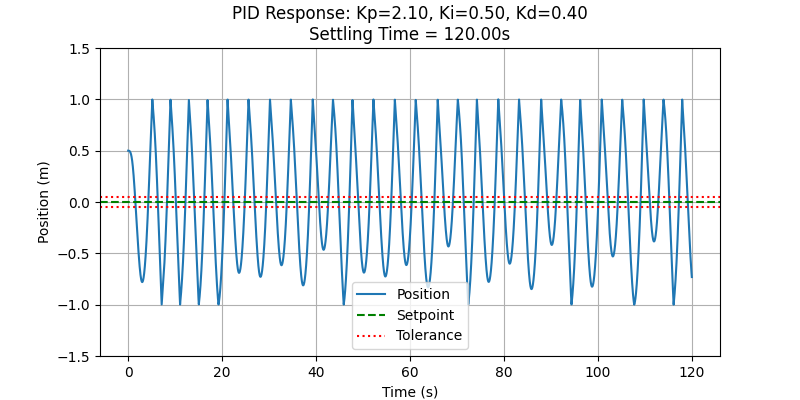 PID Response: Kp=2.10, Ki=0.50, Kd=0.40
Settling Time = 120.00s
1.5
1.0
0.5
0.0
−0.5
−1.0
−1.5
Position (m)
Position
Setpoint
Tolerance
0 20 40 60 80 100 120
Time (s)